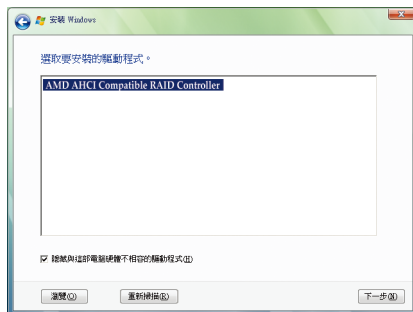 安裝 Windows
選取要安裝的驅動程式。
AMD AHCI Compatible RAID Controller
隱藏與這部電腦硬體不相容的驅動程式(H)
瀏覽(O) 重新掃描(R) 下一步(N)